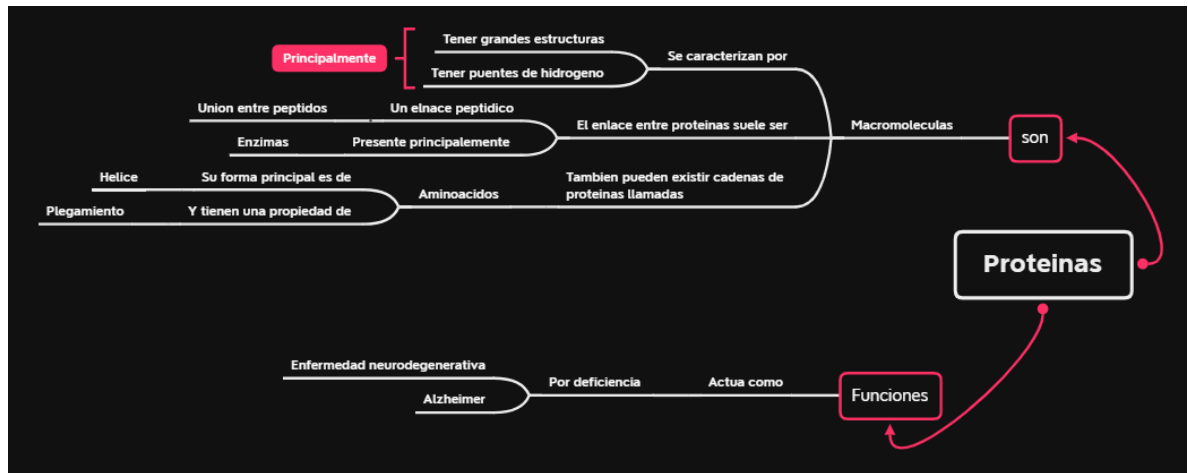 Proteinas
son
Macromoleculas
Se caracterizan por
Tener grandes estructuras
Tener puentes de hidrogeno
Principalmente
El enlace entre proteinas suele ser
Un elnace peptidico
Union entre peptidos
Presente principalemente
Enzimas
Tambien pueden existir cadenas de
proteinas llamadas
Aminoacidos
Su forma principal es de
Helice
Y tienen una propiedad de
Plegamiento
Funciones
Actua como
Por deficiencia
Enfermedad neurodegenerativa
Alzheimer